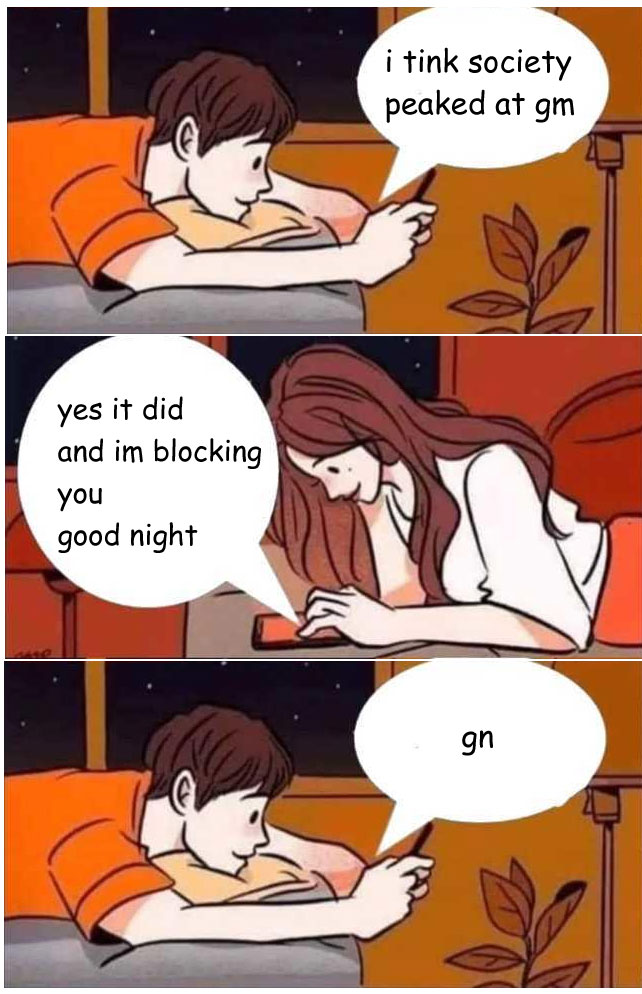 i tink society
peaked at gm
yes it did
and im blocking
you
good night
gn